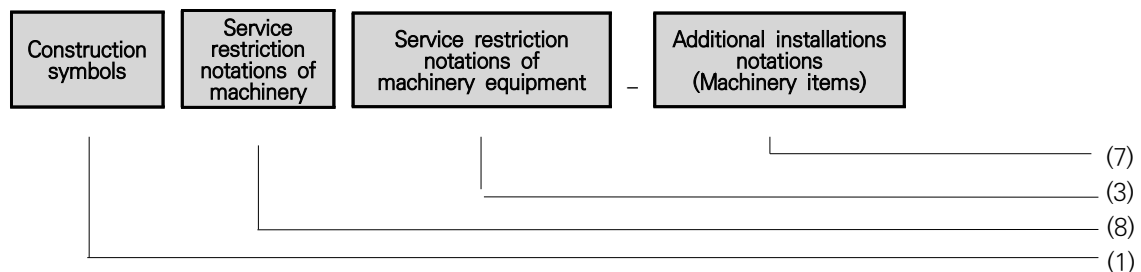 Construction
symbols
Service
restriction
notations of
machinery
Service restriction
notations of
machinery equipment
–
Additional installations
notations
(Machinery items)
(7)
(3)
(8)
(1)